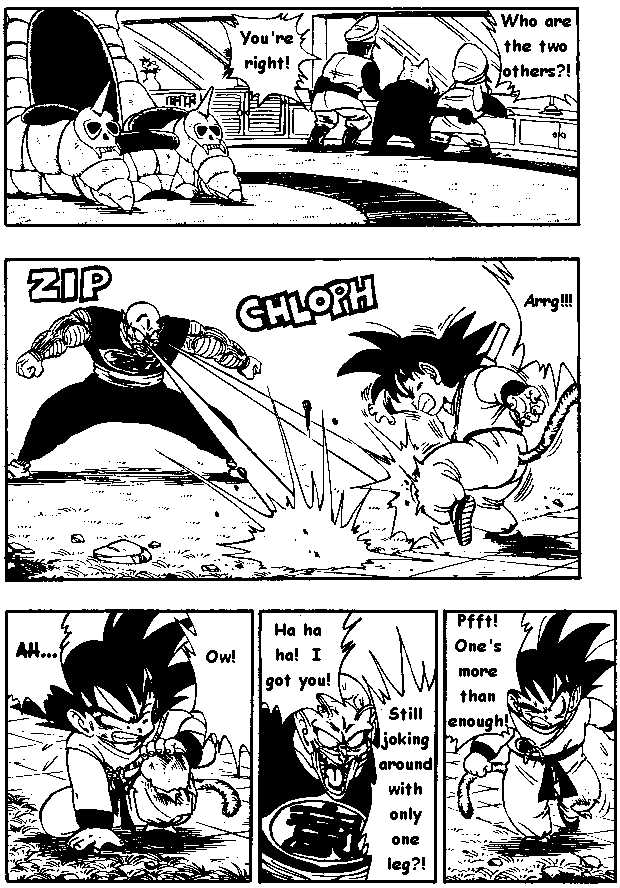 You're
right!
Who are
the two
others?!
ZIP
CHLOPH
Arrg!!!
AH...
Ow!
Ha ha
ha! I
got you!
Still
joking
around
with
only
one
leg?!
Pfft!
One's
more
than
enough!